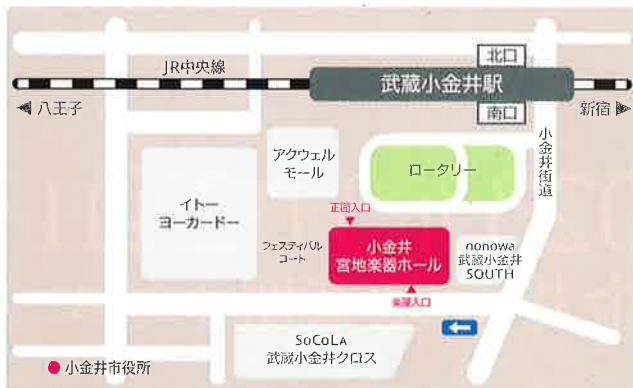 北口
JR中央線
武蔵小金井駅
八王子
南口
新宿
小金井街道
アクウェル
モール
ロータリー
イトー
ヨーカードー
正面入口
フェスティバル
コート
小金井
宮地楽器ホール
nonowa
武蔵小金井
SOUTH
楽屋入口
SoCoLA
武蔵小金井クロス
小金井市役所